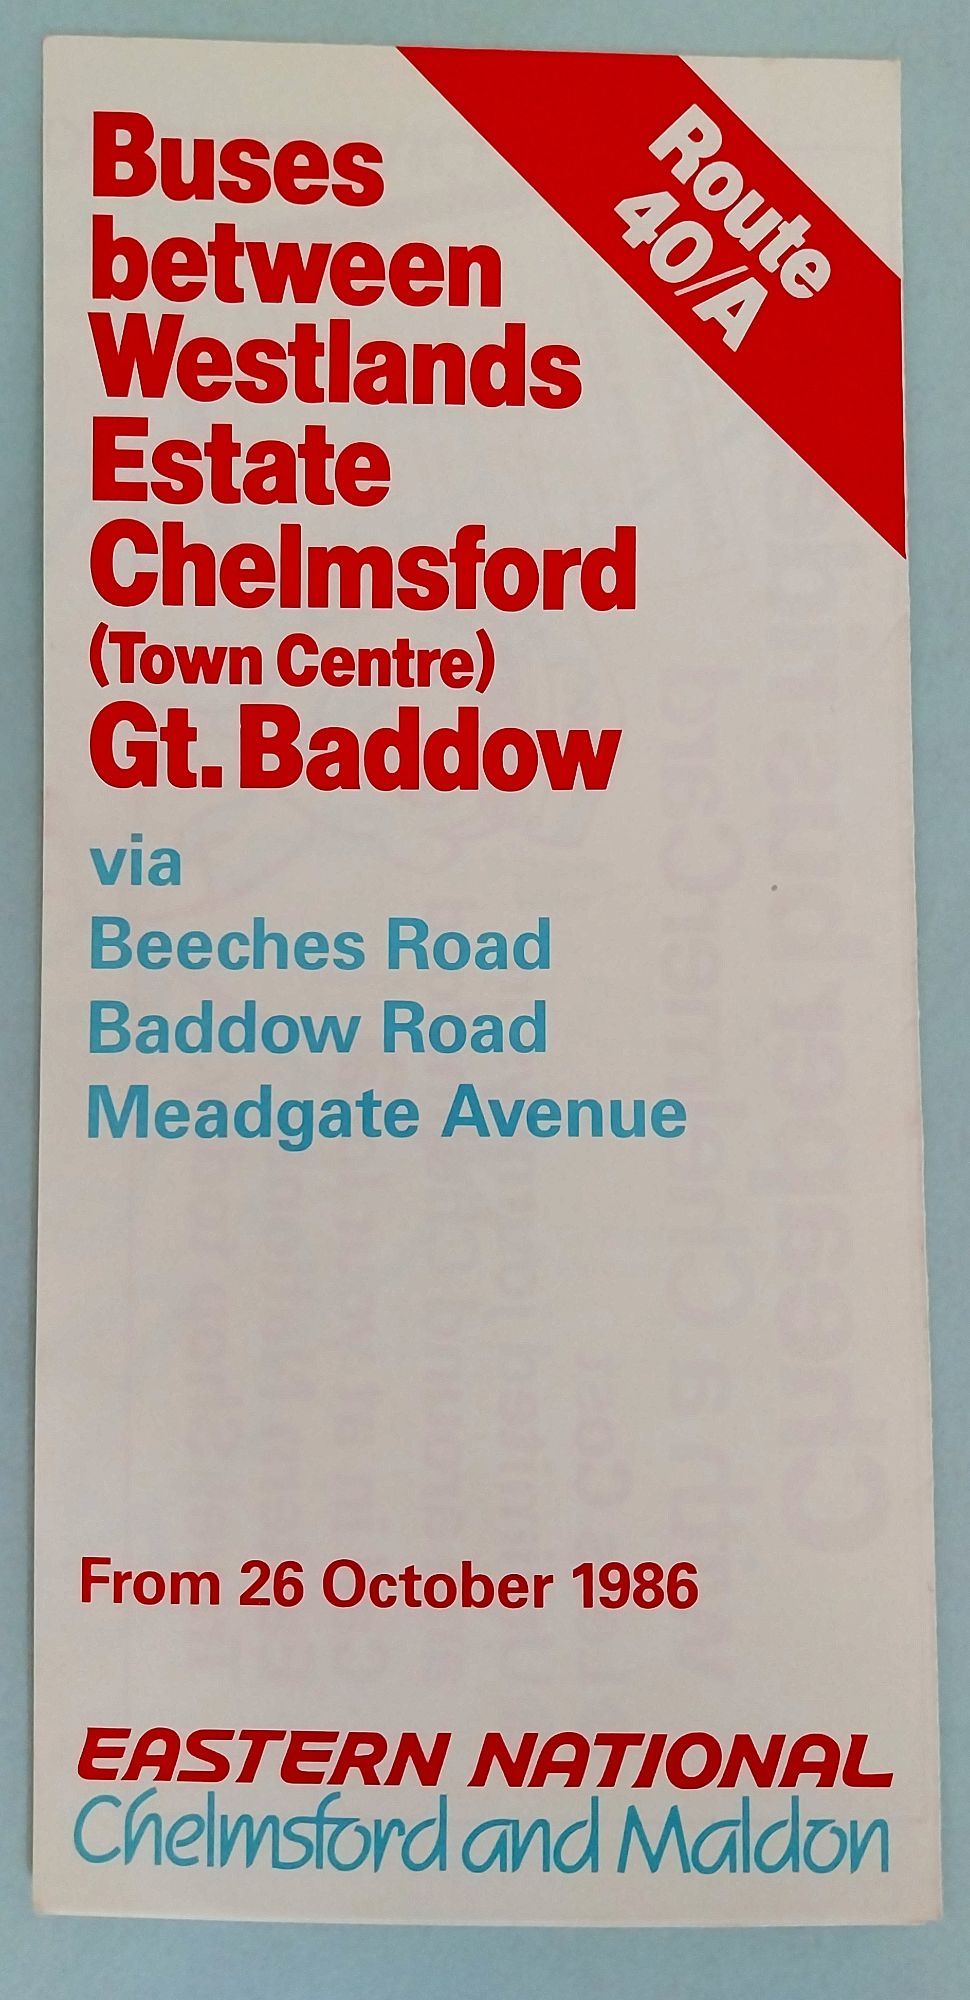 Route
40/A
Buses
between
Westlands
Estate
Chelmsford
(Town Centre)
Gt. Baddow
via
Beeches Road
Baddow Road
Meadgate Avenue
From 26 October 1986
EASTERN NATIONAL
Chelmsford and Maldon